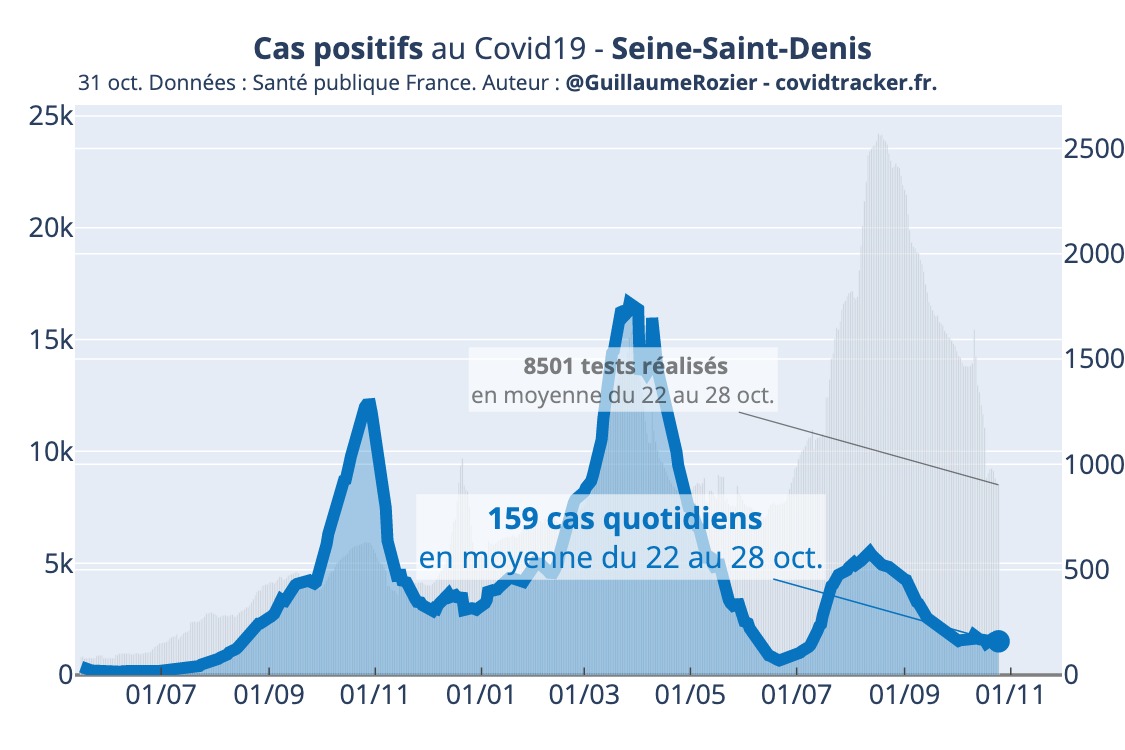 Cas positifs au Covid19 - Seine-Saint-Denis
31 oct. Données : Santé publique France. Auteur : @GuillaumeRozier - covidtracker.fr.
25k
2500
20k
2000
15k
1500
8501 tests réalisés
en moyenne du 22 au 28 oct.
10k
1000
159 cas quotidiens
en moyenne du 22 au 28 oct.
5k
500
0
0
01/07 01/09 01/11 01/01 01/03 01/05 01/07 01/09 01/11